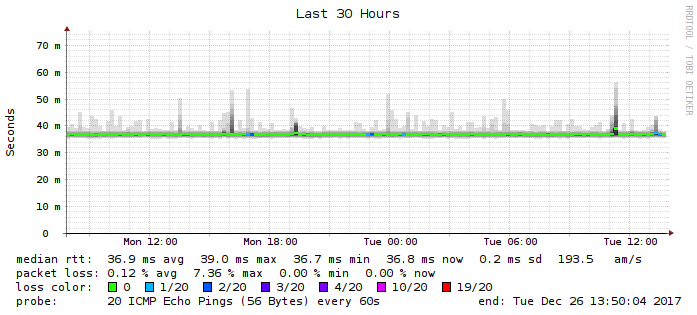 Last 30 Hours
RRDTOOL / TOBI OETIKER
Seconds
70 m
60 m
50 m
40 m
30 m
20 m
10 m
0
Mon 12:00 Mon 18:00 Tue 00:00 Tue 06:00 Tue 12:00
median rtt: 36.9 ms avg 39.0 ms max 36.7 ms min 36.8 ms now 0.2 ms sd 193.5 am/s
packet loss: 0.12 % avg 7.36 % max 0.00 % min 0.00 % now
loss color: 0 1/20 2/20 3/20 4/20 10/20 19/20
probe: 20 ICMP Echo Pings (56 Bytes) every 60s end: Tue Dec 26 13:50:04 2017